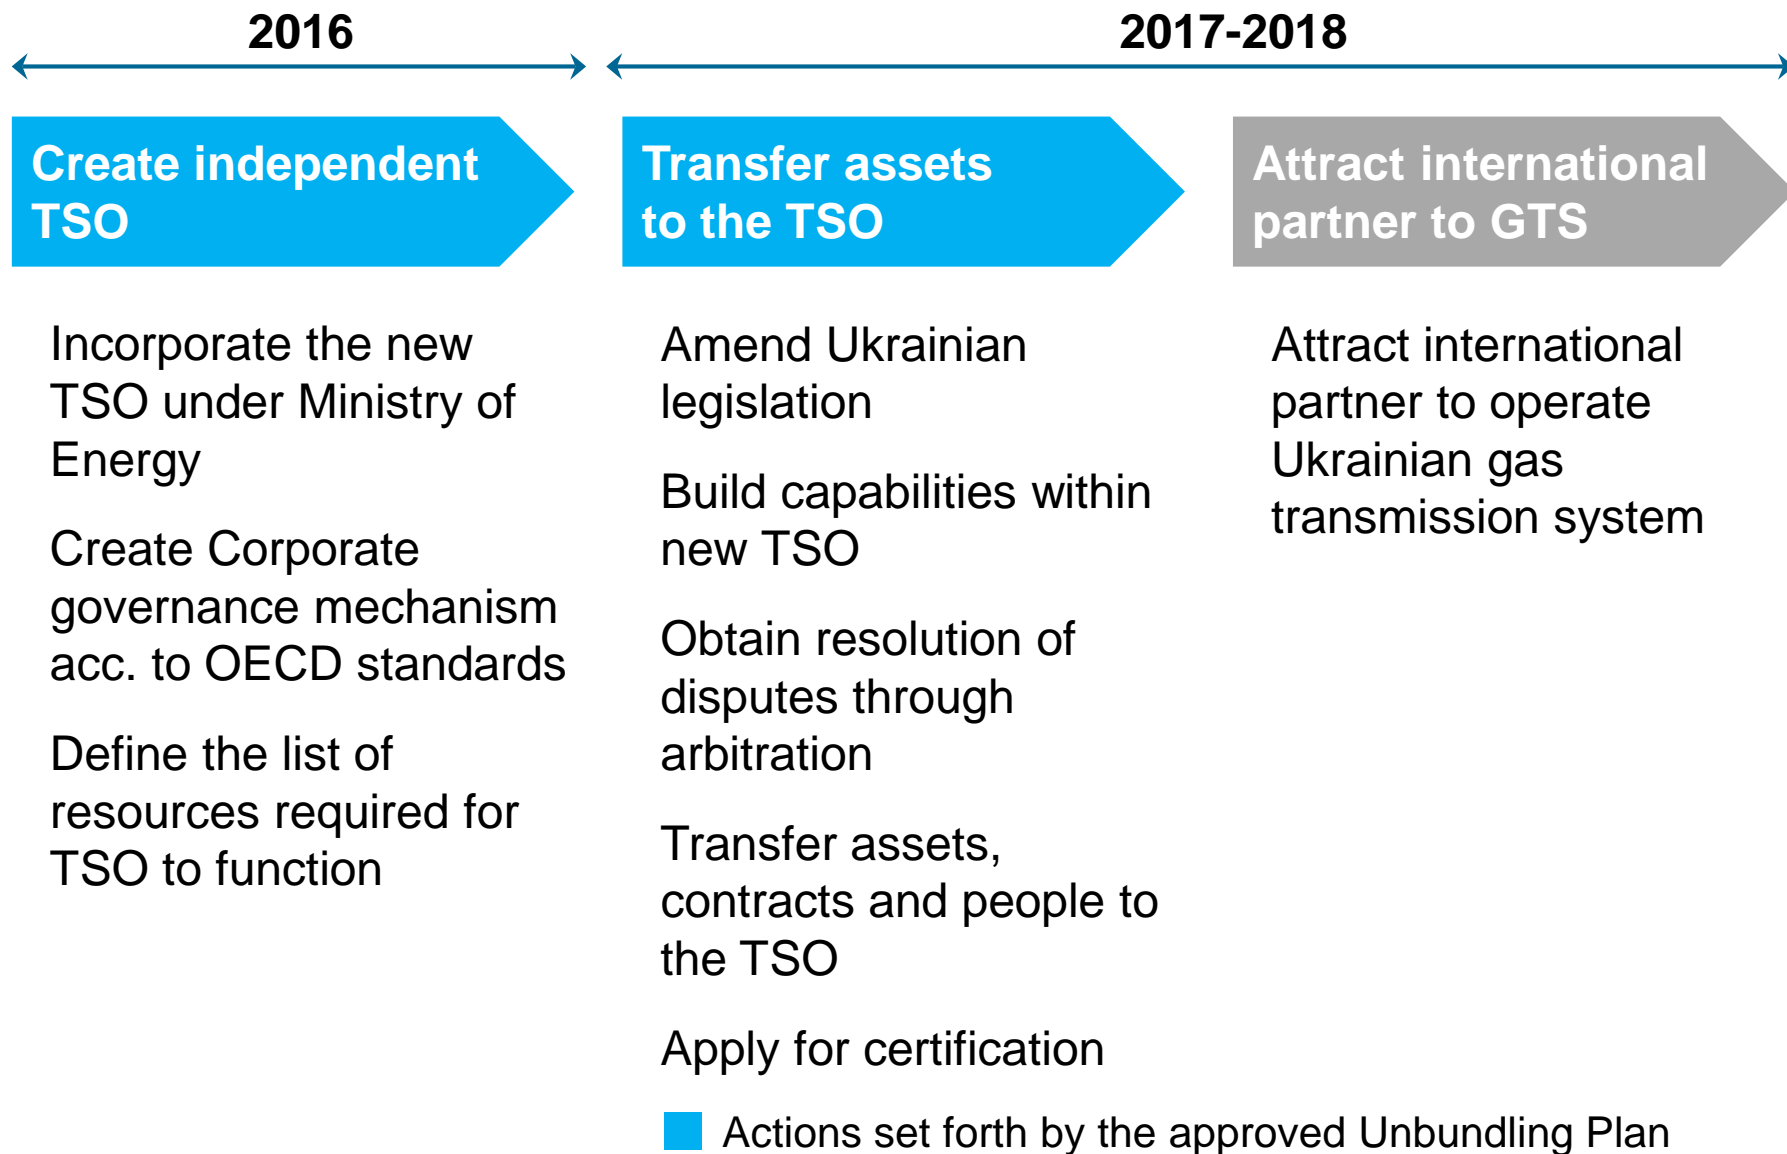 2016
2017-2018
Create independent
TSO
Transfer assets
to the TSO
Attract international
partner to GTS
Incorporate the new
TSO under Ministry of
Energy
Create Corporate
governance mechanism
acc. to OECD standards
Define the list of
resources required for
TSO to function
Amend Ukrainian
legislation
Build capabilities within
new TSO
Obtain resolution of
disputes through
arbitration
Transfer assets,
contracts and people to
the TSO
Apply for certification
Attract international
partner to operate
Ukrainian gas
transmission system
Actions set forth by the approved Unbundling Plan